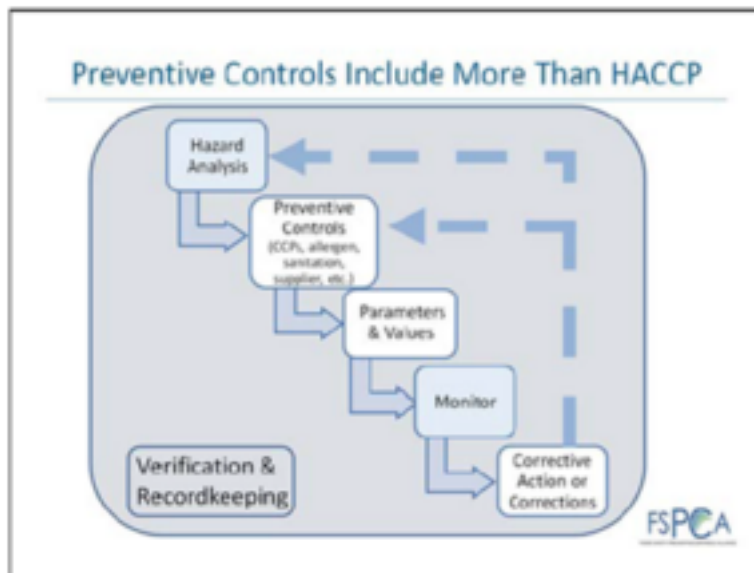 Preventive Controls Include More Than HACCP
Hazard
Analysis
Preventive
Controls
(CCPs, allergen,
sanitation,
supplier, etc.)
Parameters
& Values
Monitor
Corrective
Action or
Corrections
Verification &
Recordkeeping
FSPCA